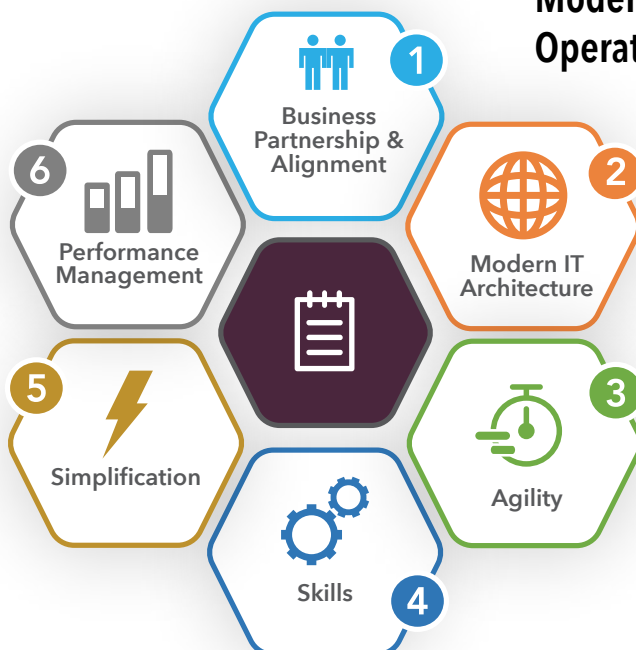 Operat
1
Business
Partnership &
Alignment
6
Performance
Management
2
Modern IT
Architecture
5
Simplification
3
Agility
Skills
4